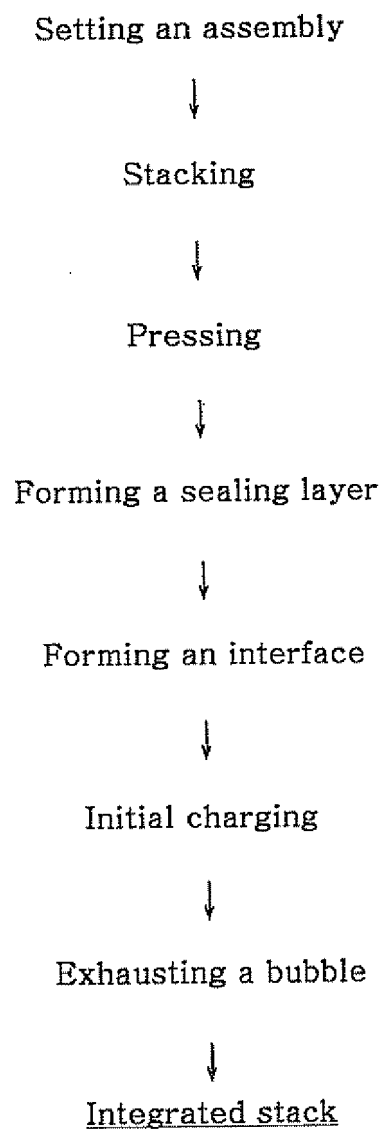 Setting an assembly
↓
Stacking
↓
Pressing
↓
Forming a sealing layer
↓
Forming an interface
↓
Initial charging
↓
Exhausting a bubble
↓
Integrated stack